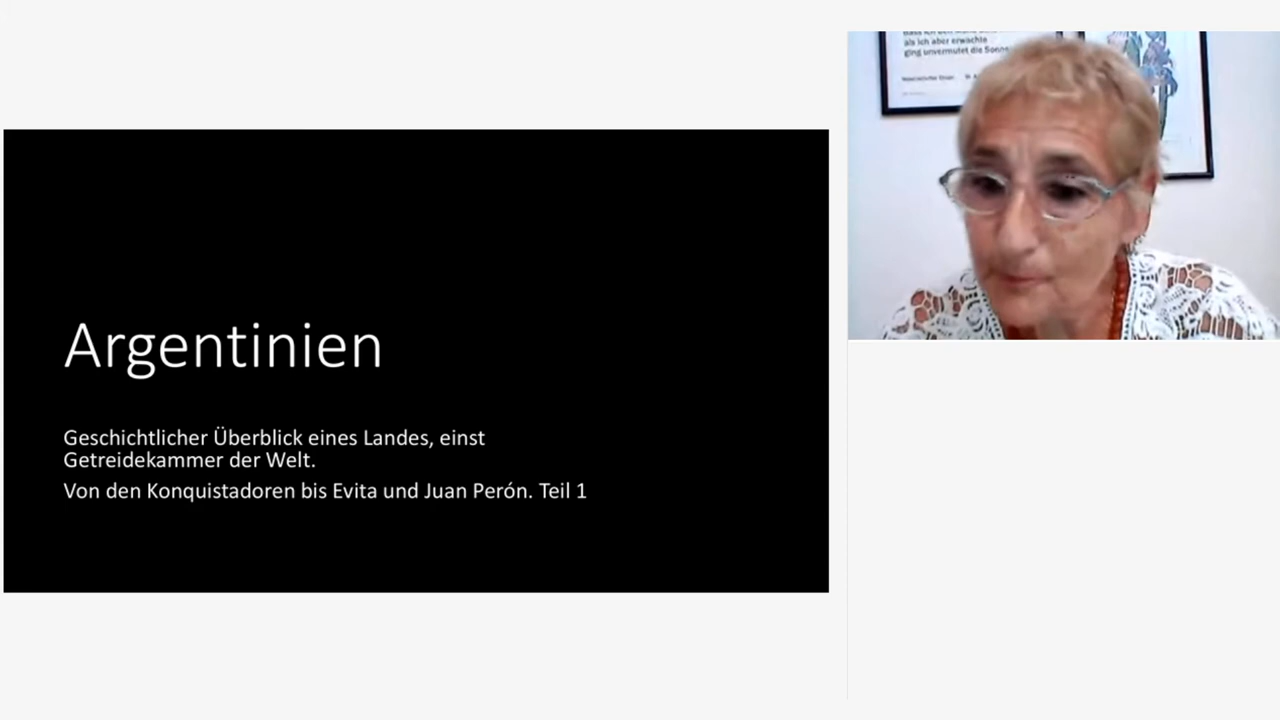 Argentinien
Geschichtlicher Überblick eines Landes, einst
Getreidekammer der Welt.
Von den Konquistadoren bis Evita und Juan Perón. Teil 1
als ich aber erwachte
ging unvermutet die Sonne